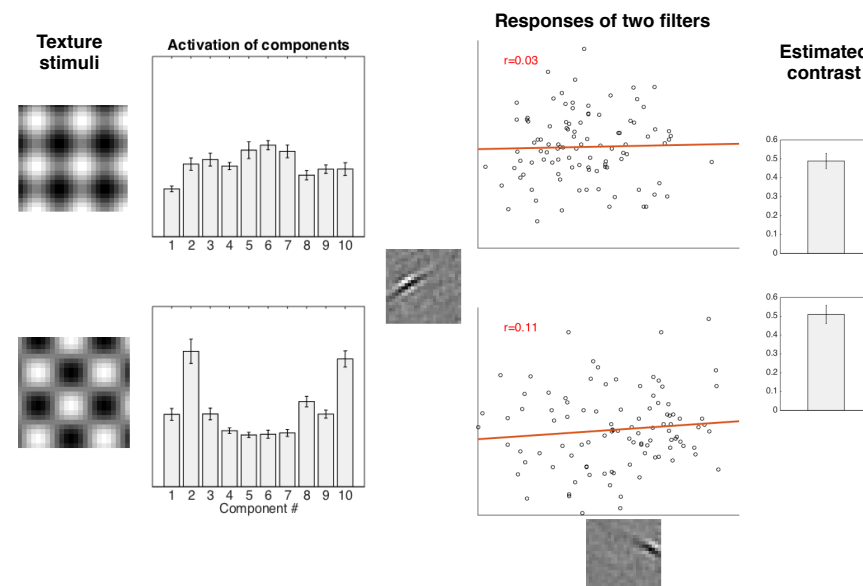 Responses of two filters
Texture
stimuli
Activation of components
Estimated
contrast
r=0.03
0.6
0.5
0.4
0.3
0.2
0.1
0
1 2 3 4 5 6 7 8 9 10
r=0.11
0.6
0.5
0.4
0.3
0.2
0.1
0
1 2 3 4 5 6 7 8 9 10
Component #